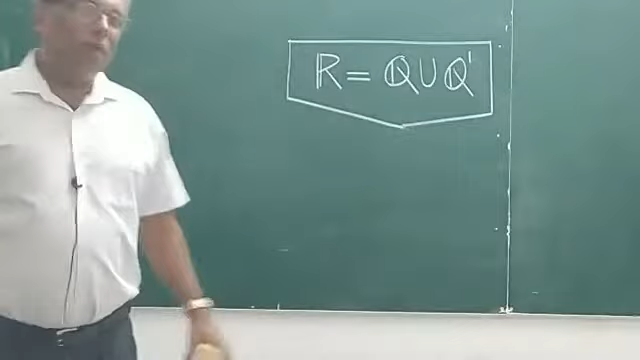 ℝ = ℚ∪ℚ'